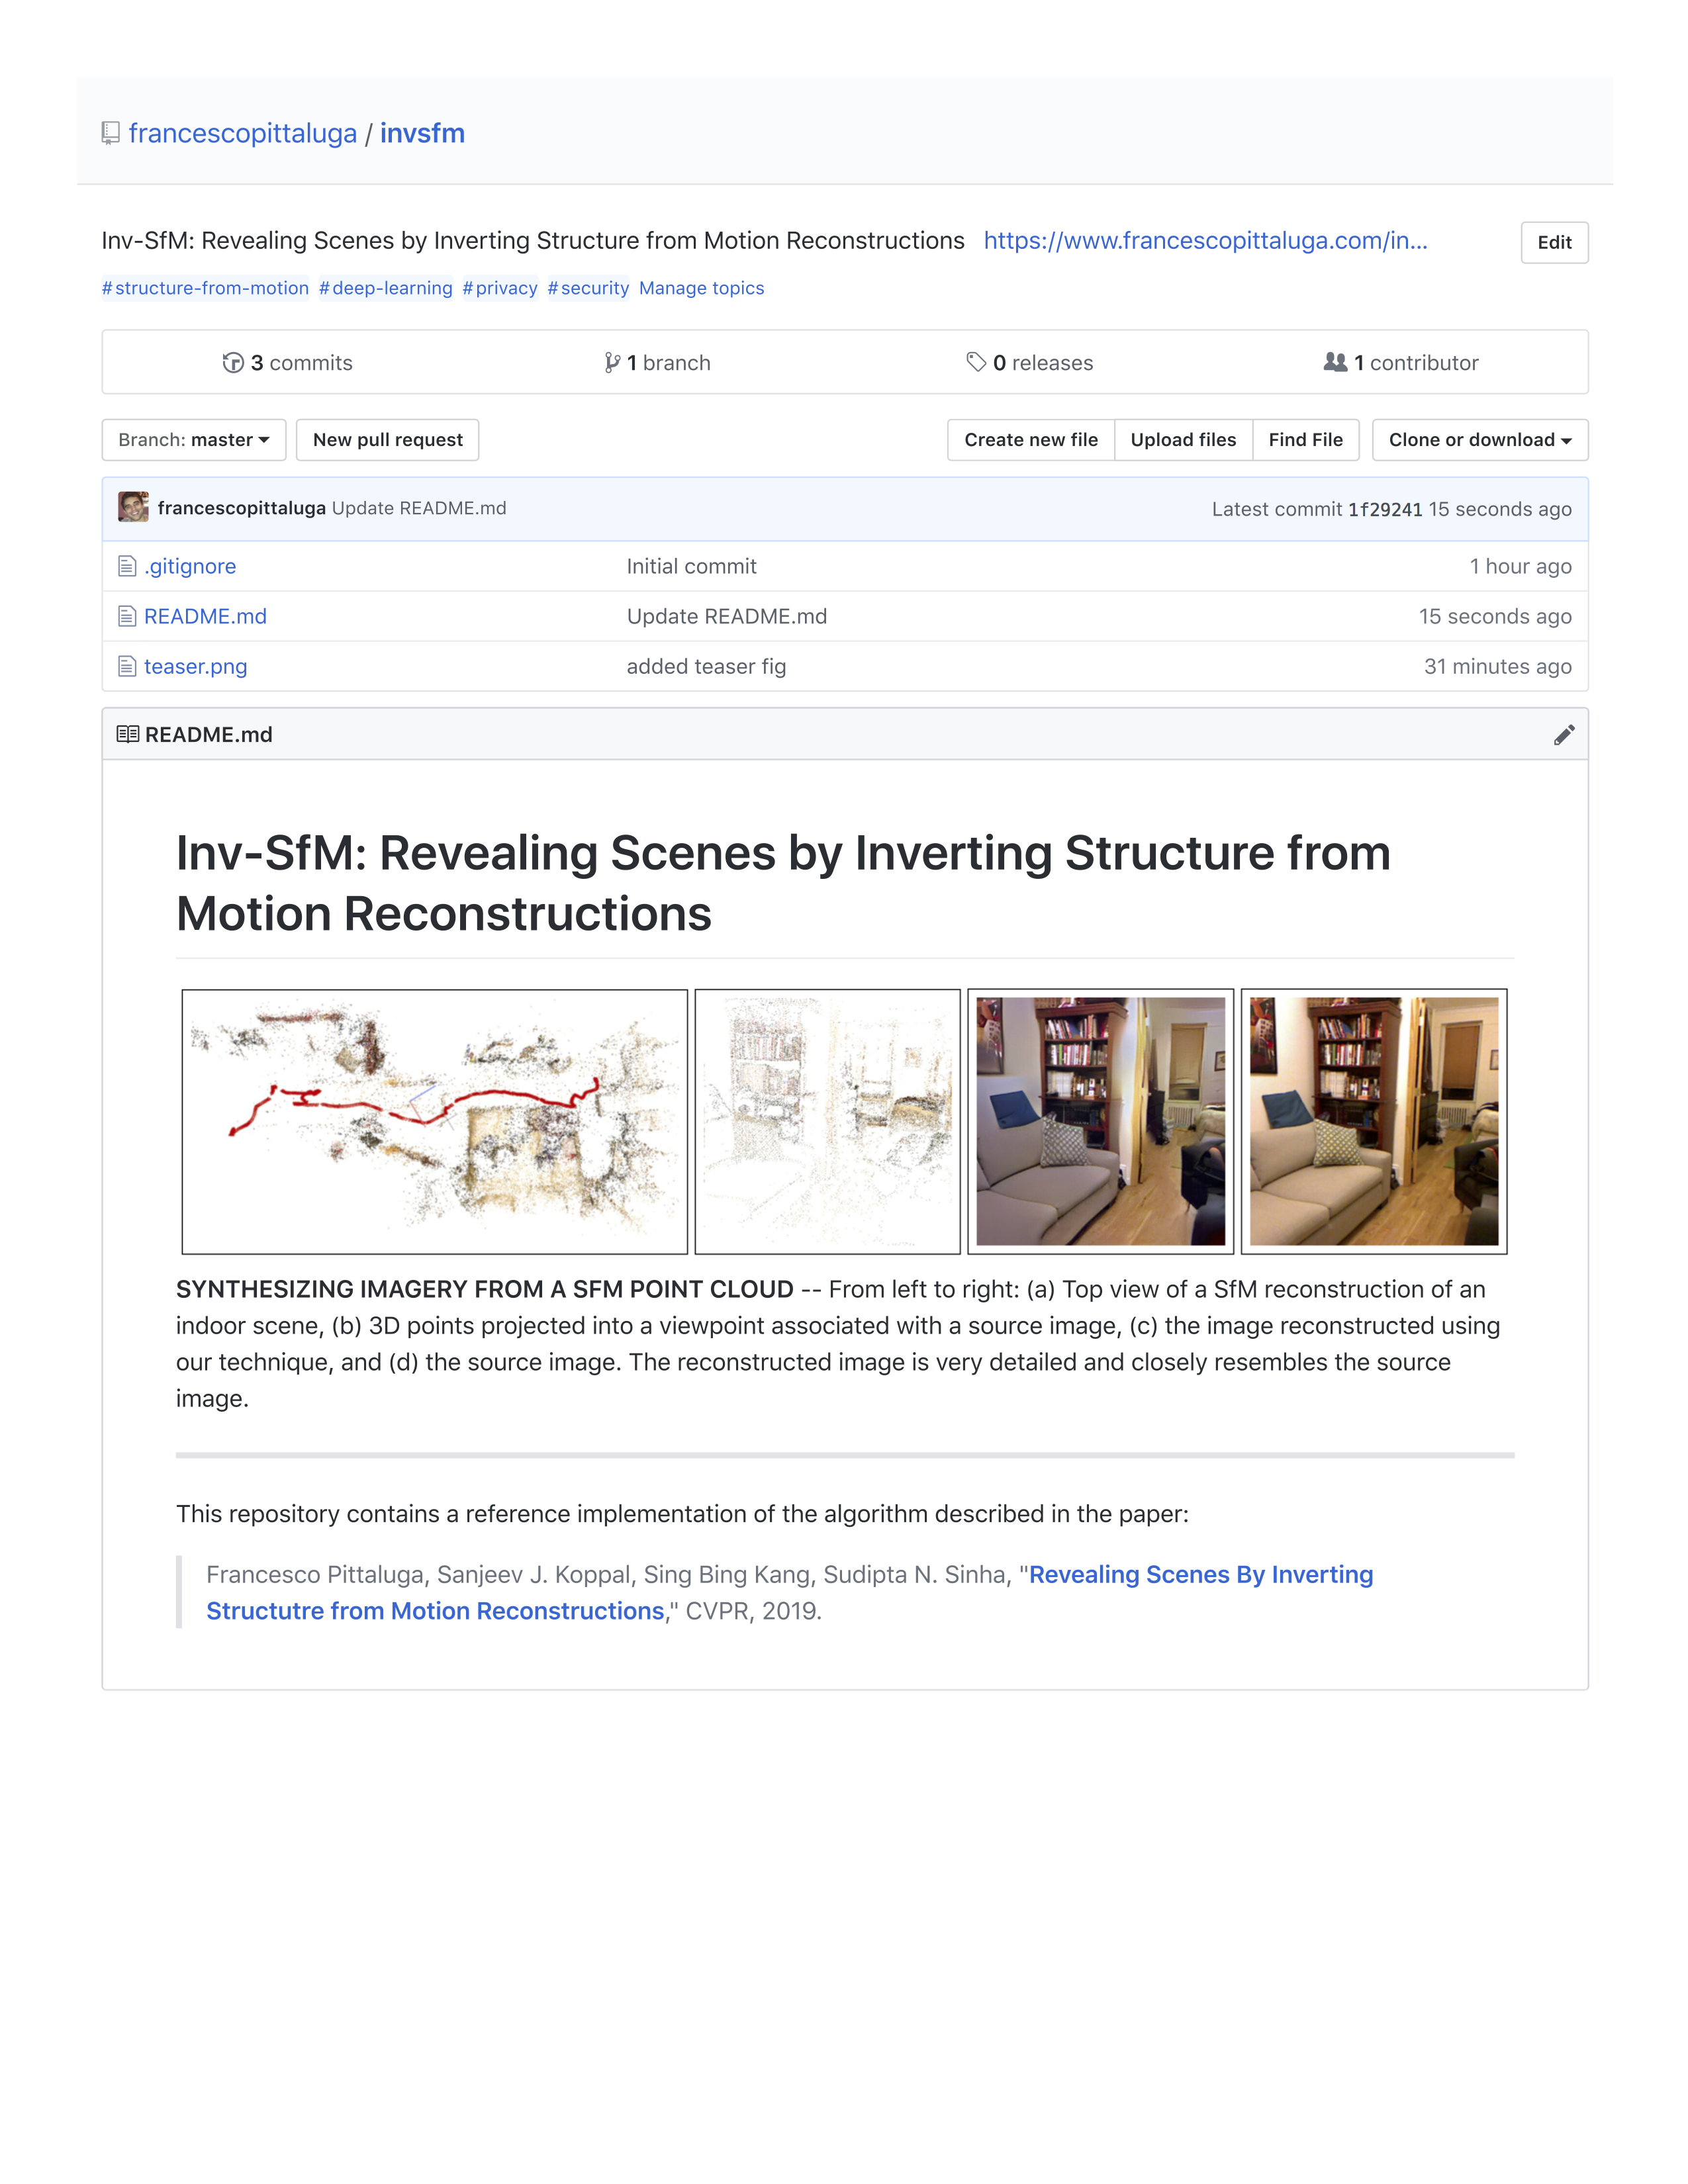 francescopittaluga / invsfm
Inv-SfM: Revealing Scenes by Inverting Structure from Motion Reconstructions https://www.francescopittaluga.com/in...
Edit
#structure-from-motion #deep-learning #privacy #security Manage topics
3 commits 1 branch 0 releases 1 contributor
Branch: master New pull request Create new file Upload files Find File Clone or download
francescopittaluga Update README.md Latest commit 1f29241 15 seconds ago
.gitignore Initial commit 1 hour ago
README.md Update README.md 15 seconds ago
teaser.png added teaser fig 31 minutes ago
README.md
Inv-SfM: Revealing Scenes by Inverting Structure from
Motion Reconstructions
SYNTHESIZING IMAGERY FROM A SFM POINT CLOUD -- From left to right: (a) Top view of a SfM reconstruction of an
indoor scene, (b) 3D points projected into a viewpoint associated with a source image, (c) the image reconstructed using
our technique, and (d) the source image. The reconstructed image is very detailed and closely resembles the source
image.
This repository contains a reference implementation of the algorithm described in the paper:
Francesco Pittaluga, Sanjeev J. Koppal, Sing Bing Kang, Sudipta N. Sinha, "Revealing Scenes By Inverting
Structutre from Motion Reconstructions," CVPR, 2019.